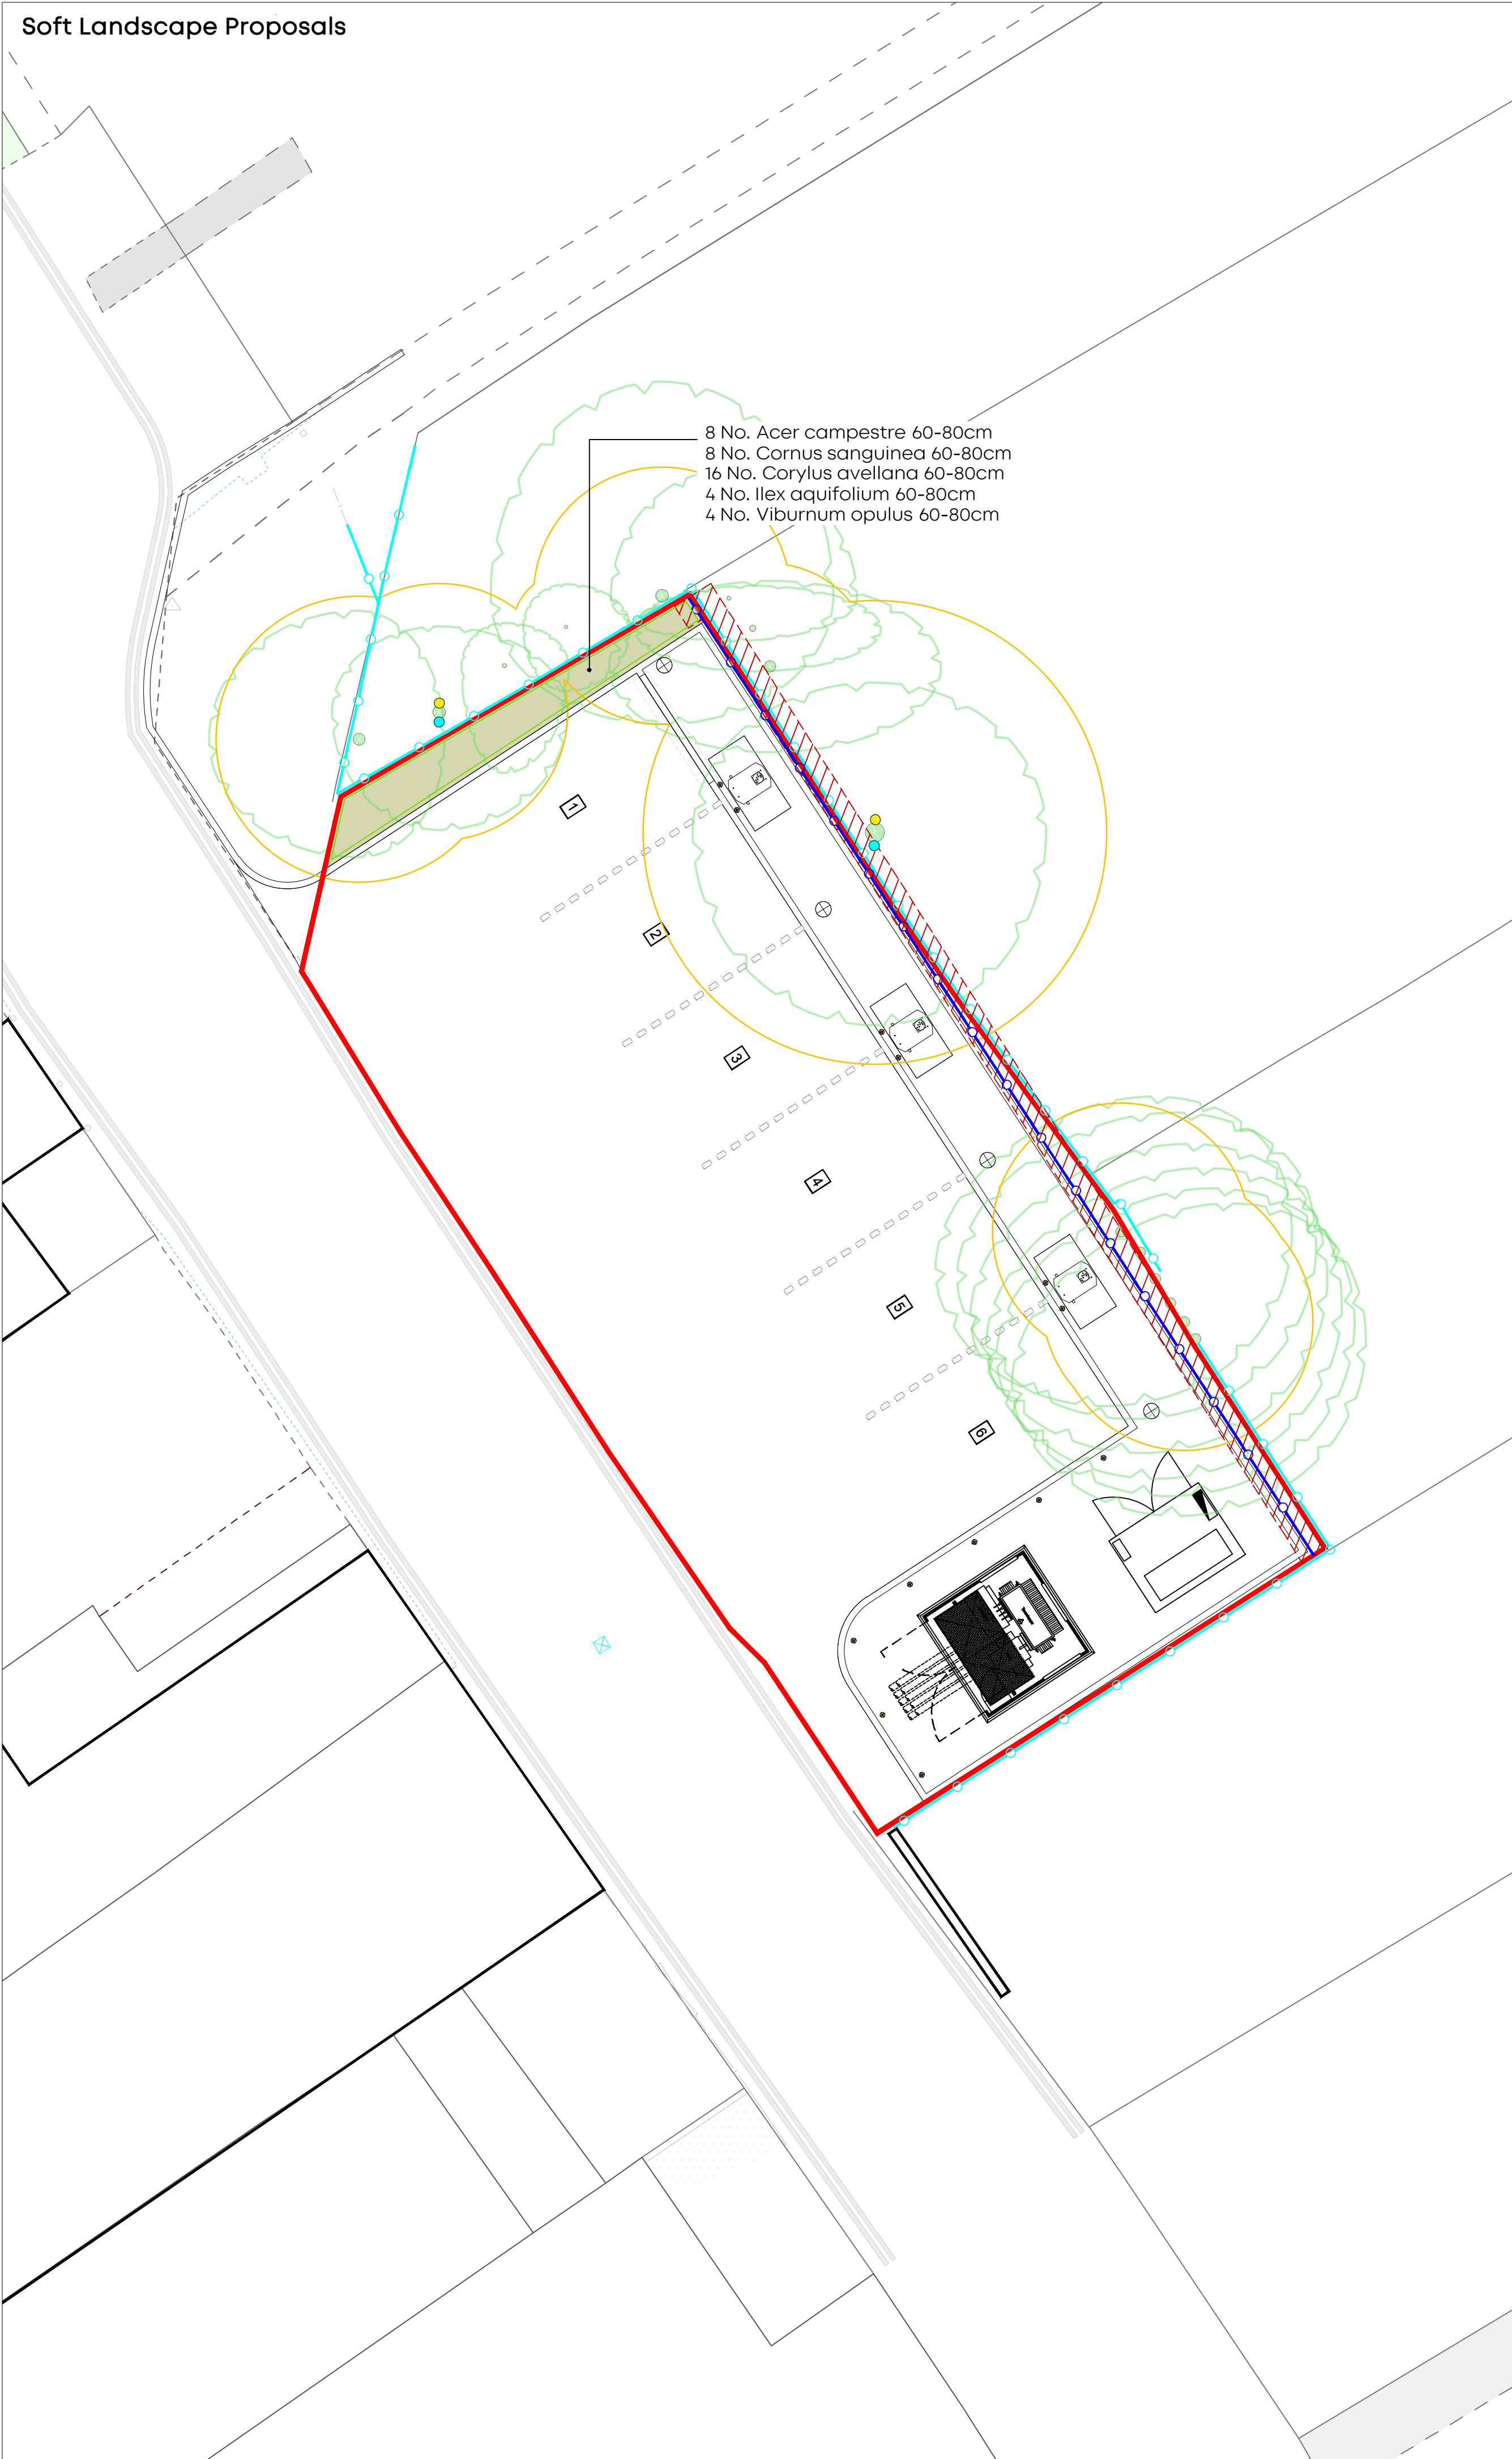 Soft Landscape Proposals
8 No. Acer campestre 60-80cm
8 No. Cornus sanguinea 60-80cm
16 No. Corylus avellana 60-80cm
4 No. Ilex aquifolium 60-80cm
4 No. Viburnum opulus 60-80cm
1
2
3
4
5
6